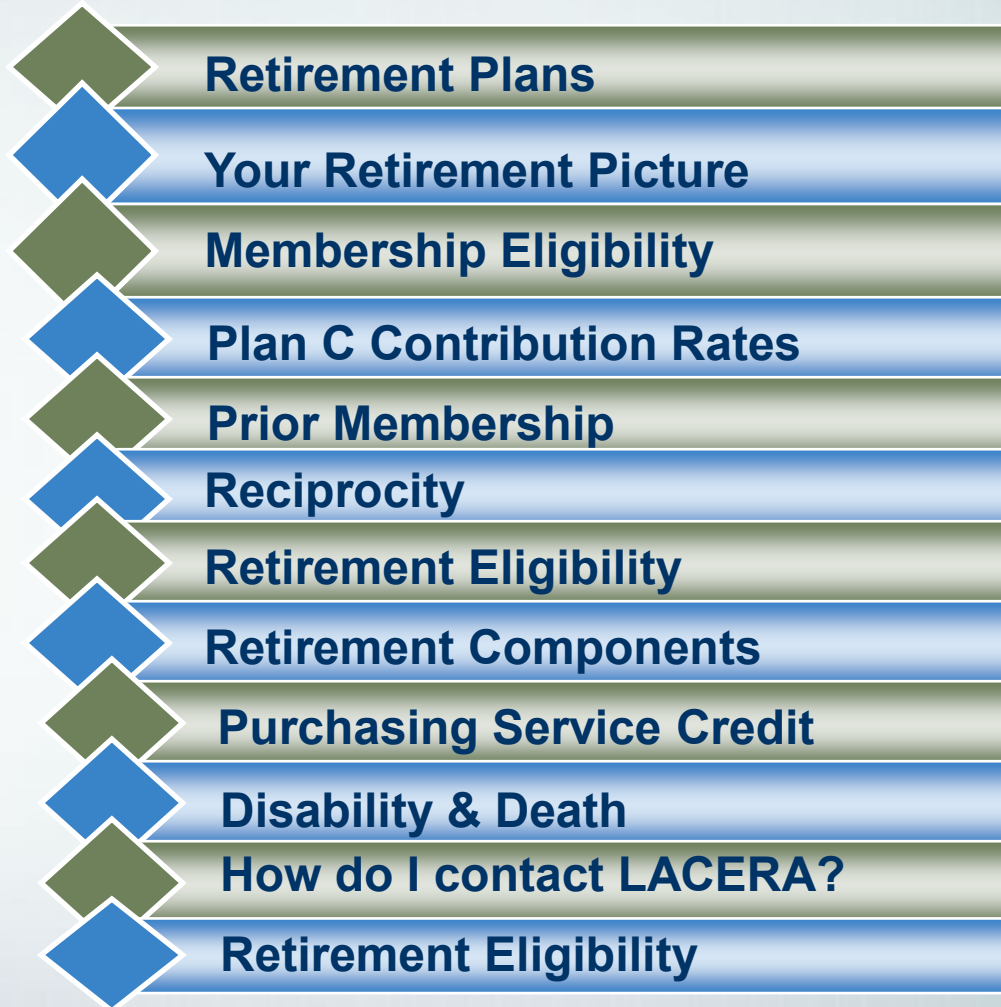 Retirement Plans
Your Retirement Picture
Membership Eligibility
Plan C Contribution Rates
Prior Membership
Reciprocity
Retirement Eligibility
Retirement Components
Purchasing Service Credit
Disability & Death
How do I contact LACERA?
Retirement Eligibility